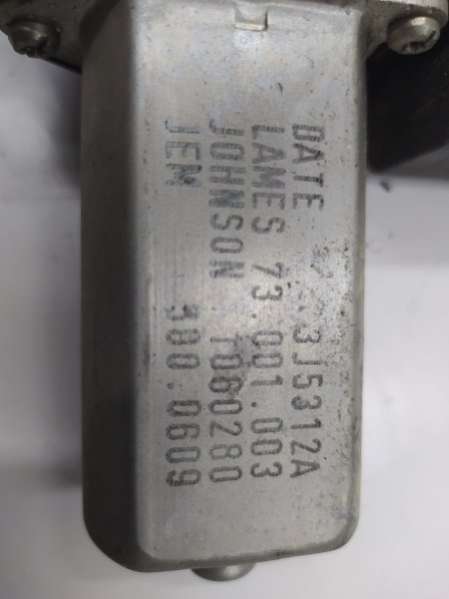 DATE 3J5312A
LAMES 73.001.003
JOHNSON T060280
JEM 300.0609